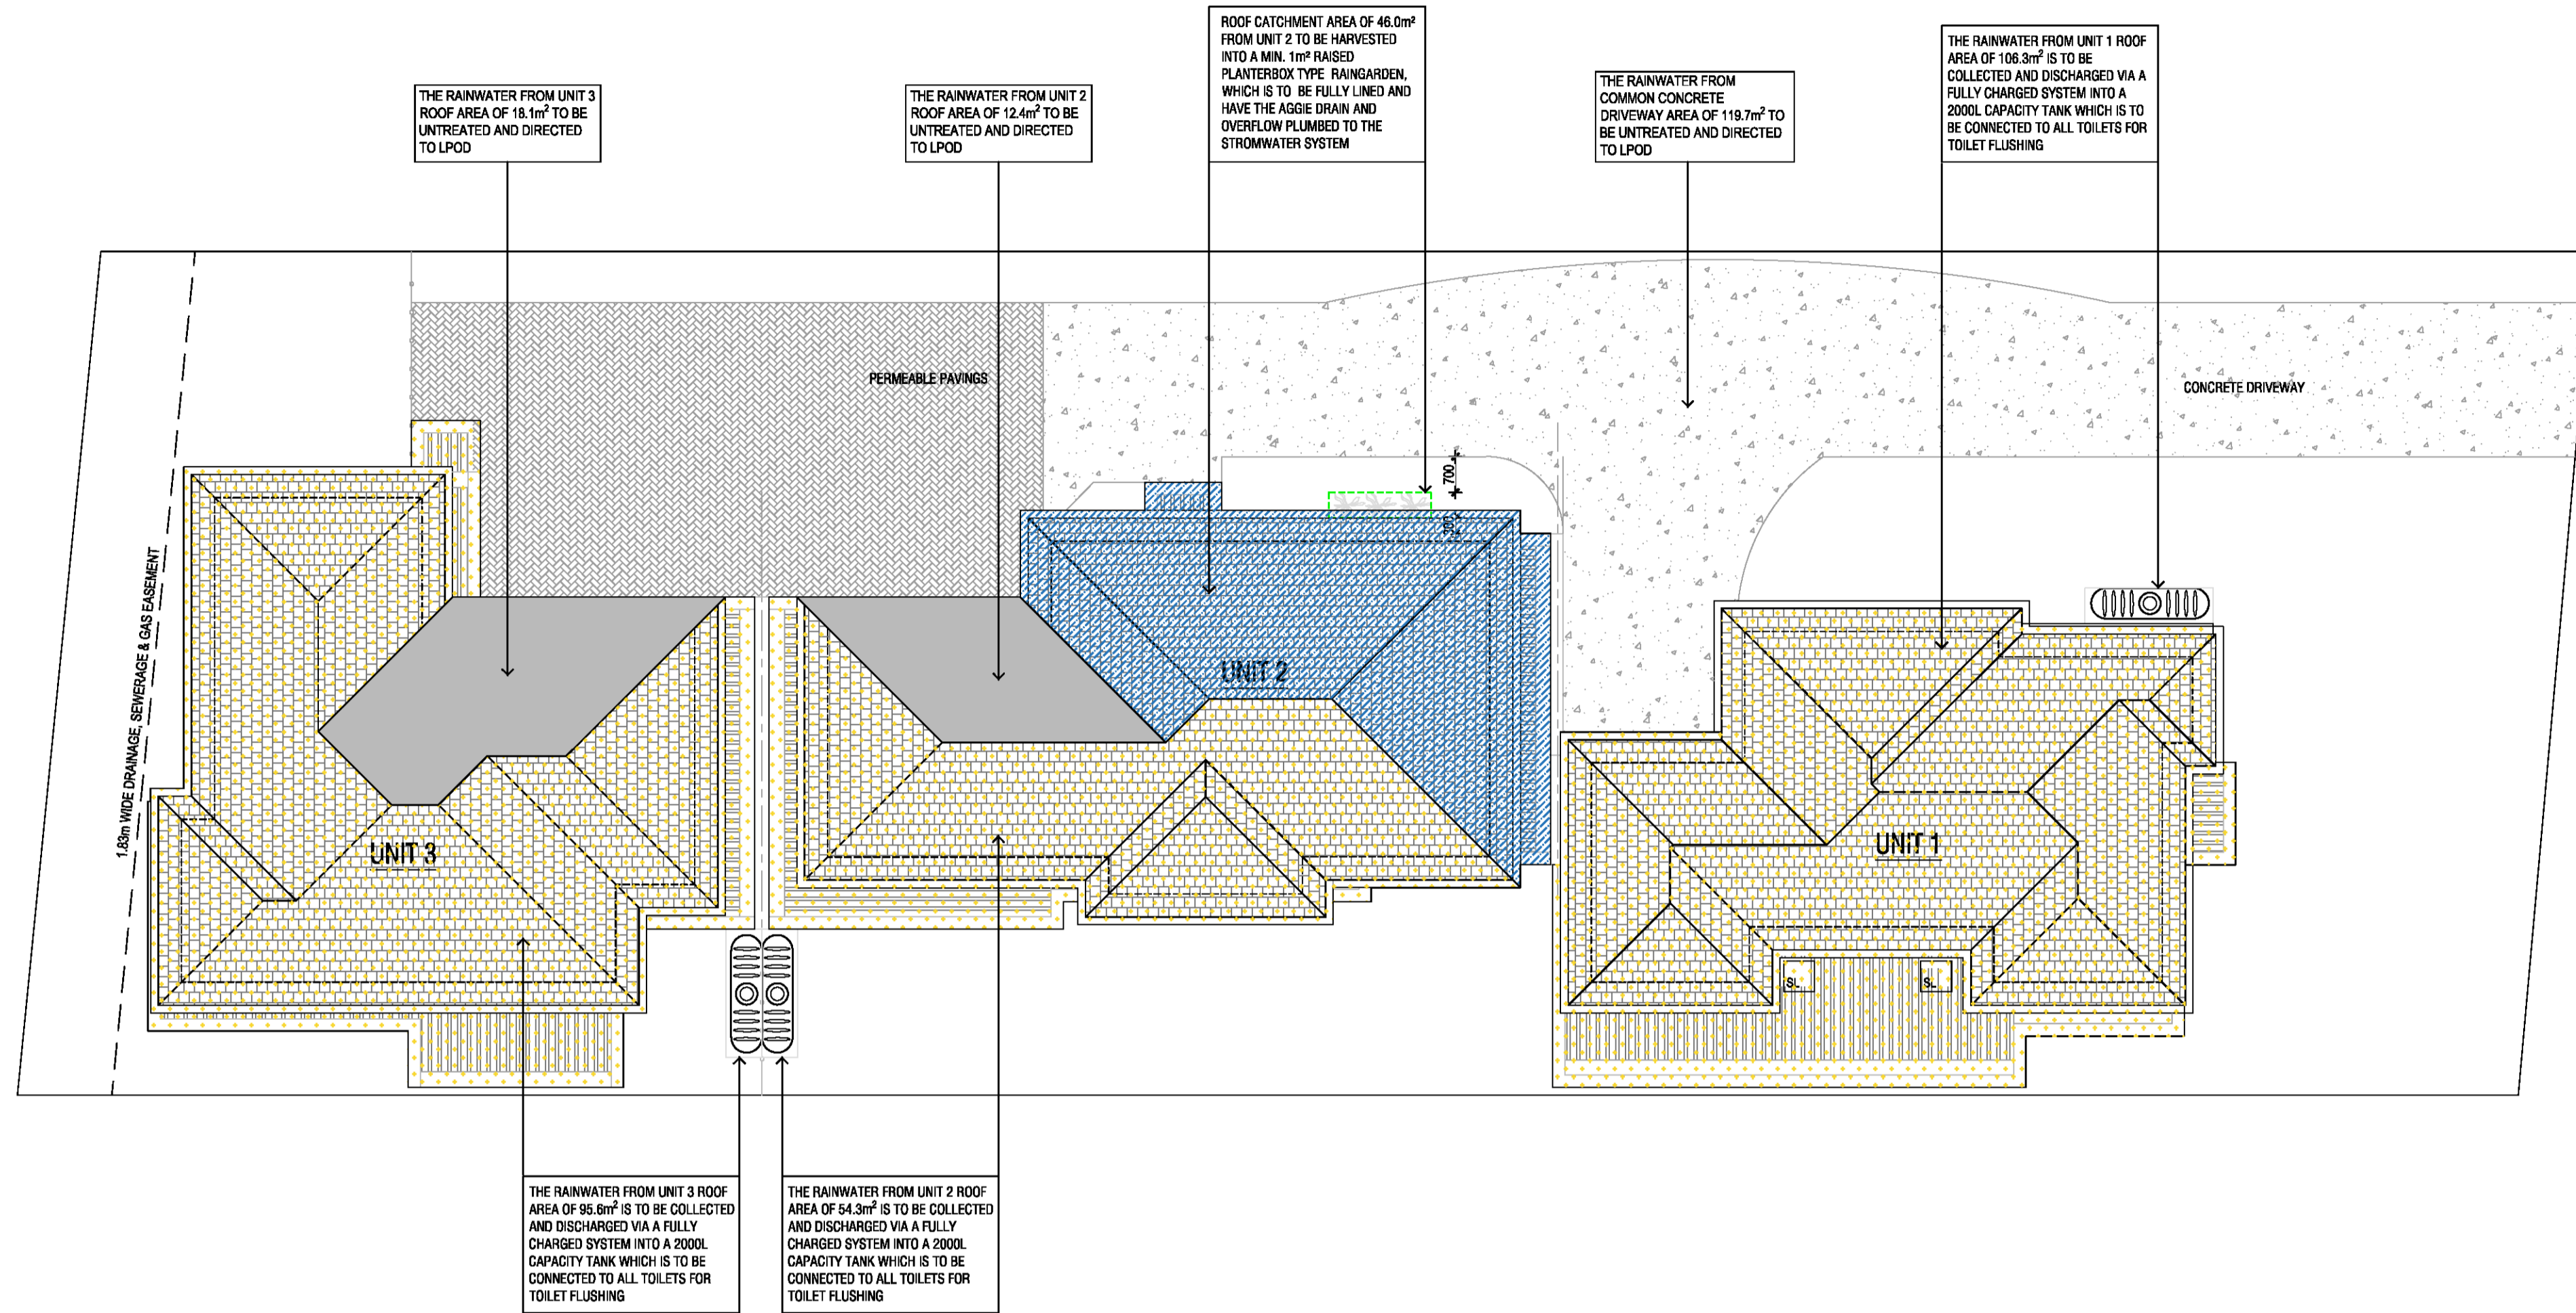 ROOF CATCHMENT AREA OF 46.0m²
FROM UNIT 2 TO BE HARVESTED
INTO A MIN. 1m² RAISED
PLANTERBOX TYPE RAINGARDEN,
WHICH IS TO BE FULLY LINED AND
HAVE THE AGGIE DRAIN AND
OVERFLOW PLUMBED TO THE
STROMWATER SYSTEM
THE RAINWATER FROM UNIT 1 ROOF
AREA OF 106.3m² IS TO BE
COLLECTED AND DISCHARGED VIA A
FULLY CHARGED SYSTEM INTO A
2000L CAPACITY TANK WHICH IS TO
BE CONNECTED TO ALL TOILETS FOR
TOILET FLUSHING
THE RAINWATER FROM UNIT 3
ROOF AREA OF 18.1m² TO BE
UNTREATED AND DIRECTED
TO LPOD
THE RAINWATER FROM UNIT 2
ROOF AREA OF 12.4m² TO BE
UNTREATED AND DIRECTED
TO LPOD
THE RAINWATER FROM
COMMON CONCRETE
DRIVEWAY AREA OF 119.7m² TO
BE UNTREATED AND DIRECTED
TO LPOD
PERMEABLE PAVINGS
CONCRETE DRIVEWAY
700
300
1.83m WIDE DRAINAGE, SEWERAGE & GAS EASEMENT
UNIT 2
UNIT 3
UNIT 1
SL
SL
THE RAINWATER FROM UNIT 3 ROOF
AREA OF 95.6m² IS TO BE COLLECTED
AND DISCHARGED VIA A FULLY
CHARGED SYSTEM INTO A 2000L
CAPACITY TANK WHICH IS TO BE
CONNECTED TO ALL TOILETS FOR
TOILET FLUSHING
THE RAINWATER FROM UNIT 2 ROOF
AREA OF 54.3m² IS TO BE COLLECTED
AND DISCHARGED VIA A FULLY
CHARGED SYSTEM INTO A 2000L
CAPACITY TANK WHICH IS TO BE
CONNECTED TO ALL TOILETS FOR
TOILET FLUSHING